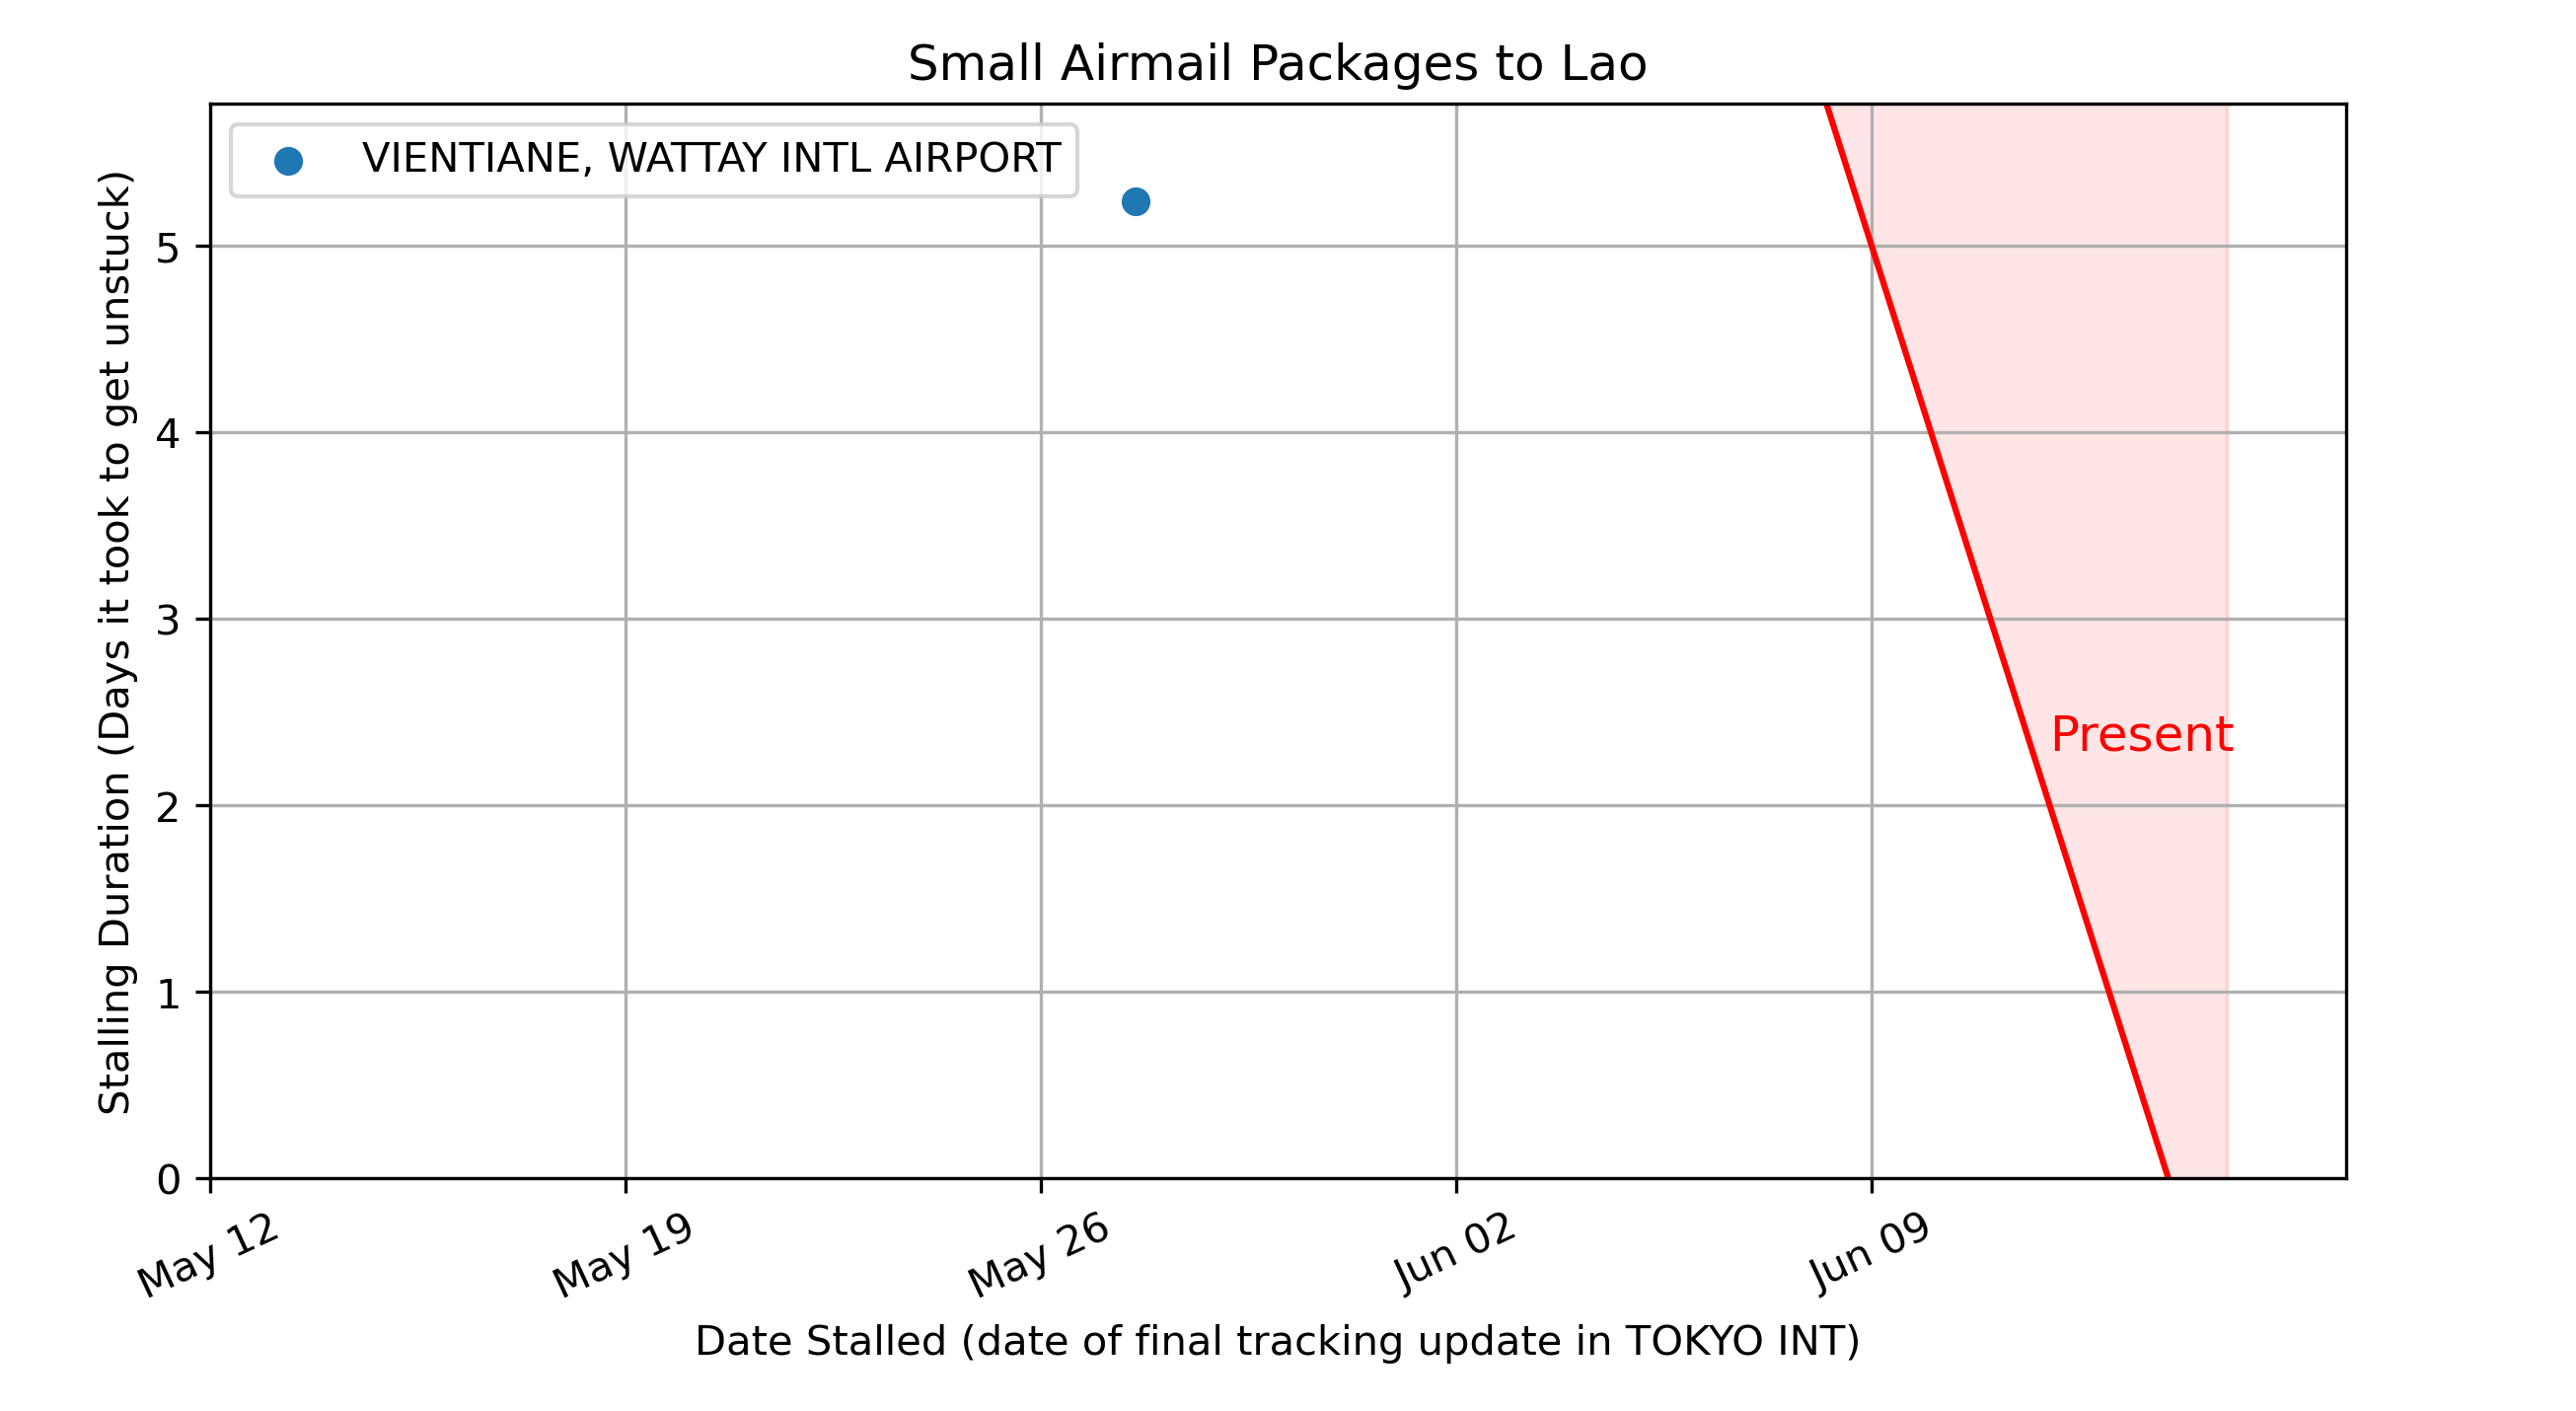 Small Airmail Packages to Lao
VIENTIANE, WATTAY INTL AIRPORT
Stalling Duration (Days it took to get unstuck)
5
4
3
2
1
0
Present
May 12
May 19
May 26
Jun 02
Jun 09
Date Stalled (date of final tracking update in TOKYO INT)